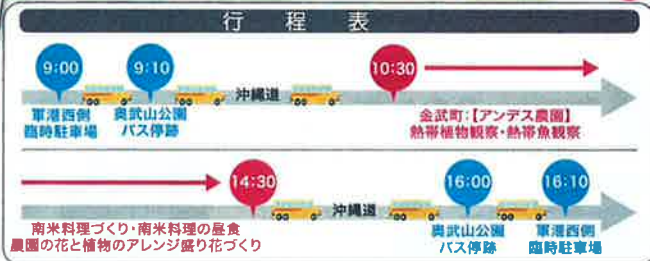 行程表
9:00
9:10
10:30
沖縄道
軍港西側
臨時駐車場
奥武山公園
バス停跡
金武町:【アンデス農園】
熱帯植物観察・熱帯魚観察
14:30
16:00
16:10
沖縄道
南米料理づくり・南米料理の昼食
農園の花と植物のアレンジ盛り花づくり
奥武山公園
バス停跡
軍港西側
臨時駐車場